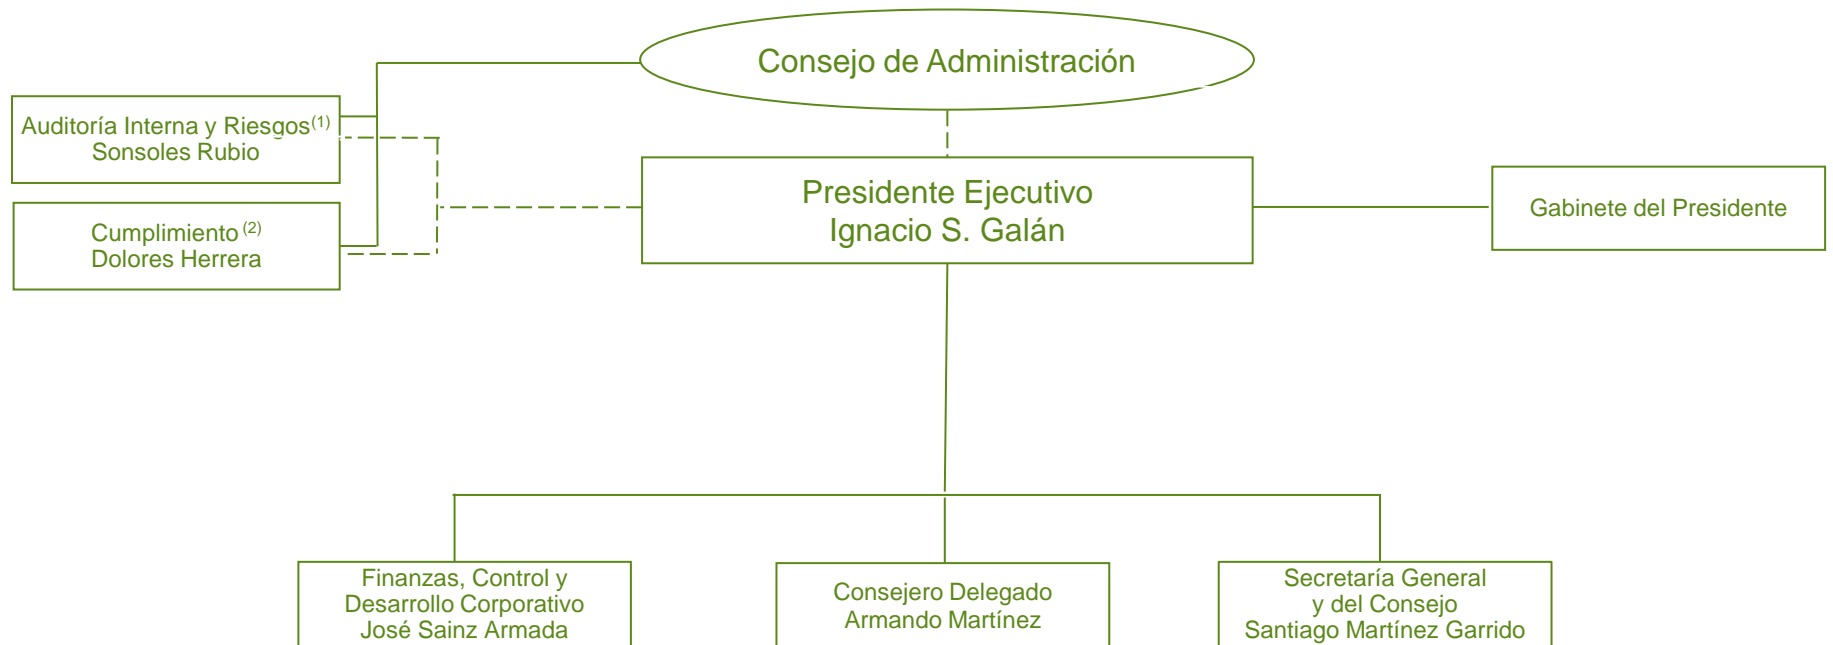 Consejo de Administración
Auditoría Interna y Riesgos(1)
Sonsoles Rubio
Cumplimiento (2)
Dolores Herrera
Presidente Ejecutivo
Ignacio S. Galán
Gabinete del Presidente
Finanzas, Control y
Desarrollo Corporativo
José Sainz Armada
Consejero Delegado
Armando Martínez
Secretaría General
y del Consejo
Santiago Martínez Garrido